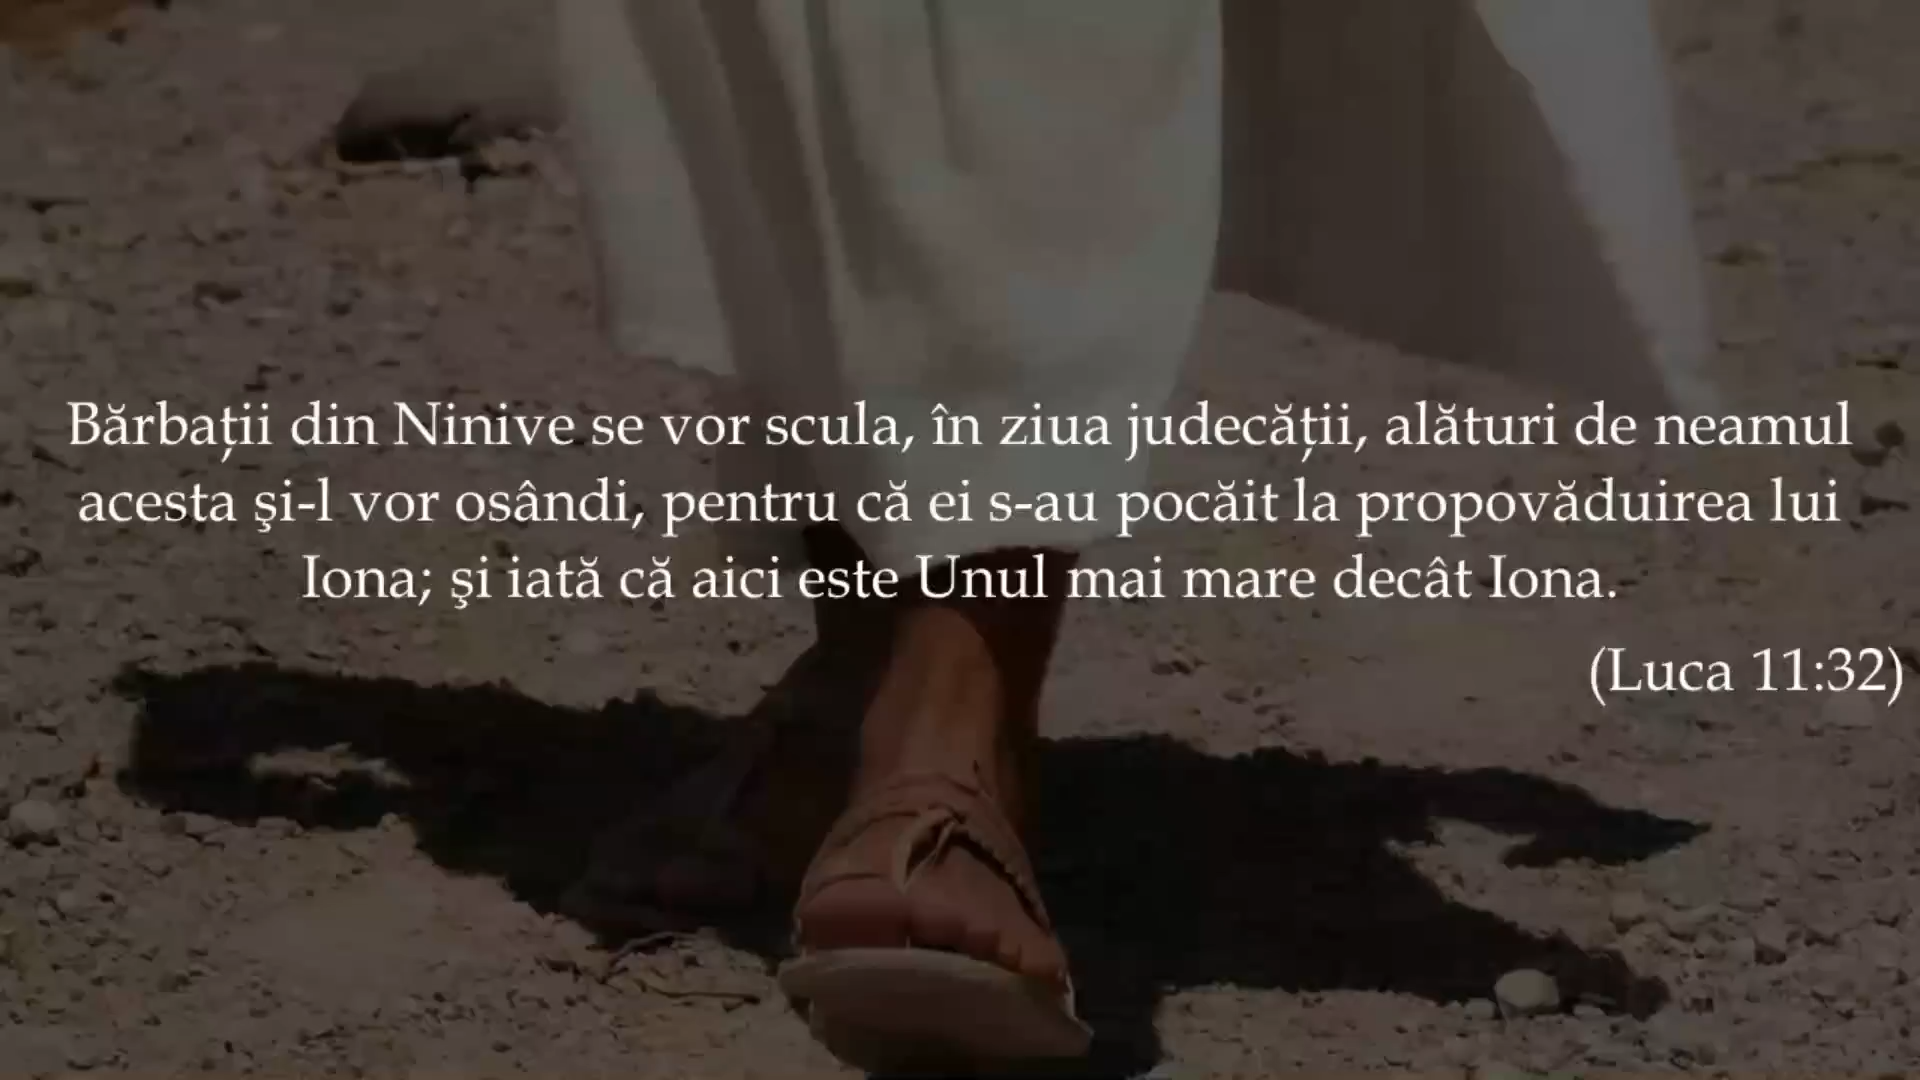 Bărbații din Ninive se vor scula, în ziua judecății, alături de neamul
acesta şi-l vor osândi, pentru că ei s-au pocăit la propovăduirea lui
Iona; şi iată că aici este Unul mai mare decât Iona.
(Luca 11:32)